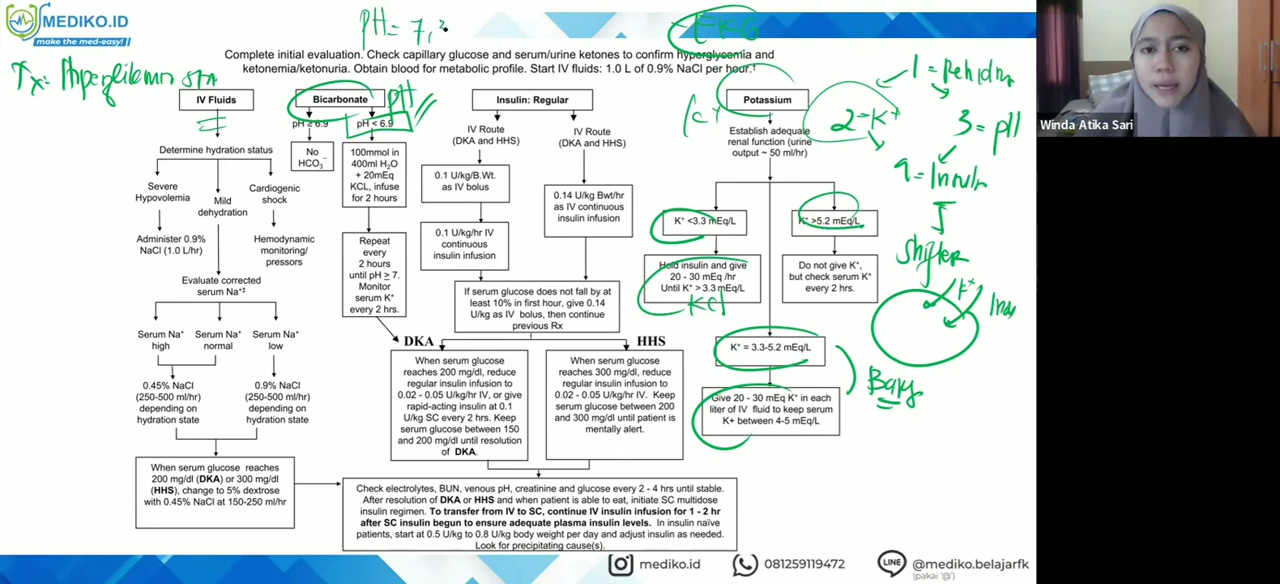 MEDIKO.ID
make the med-easy!
PH = 7,
EKG
Complete initial evaluation. Check capillary glucose and serum/urine ketones to confirm hyperglycemia and
ketonemia/ketonuria. Obtain blood for metabolic profile. Start IV fluids: 1.0 L of 0.9% NaCl per hour.†
IV Fluids
Determine hydration status
Severe
Hypovolemia
Mild
dehydration
Cardiogenic
shock
Administer 0.9%
NaCl (1.0 L/hr)
Hemodynamic
monitoring/
pressors
Evaluate corrected
serum Na⁺‡
Serum Na⁺
high
Serum Na⁺
normal
Serum Na⁺
low
0.45% NaCl
(250-500 ml/hr)
depending on
hydration state
0.9% NaCl
(250-500 ml/hr)
depending on
hydration state
When serum glucose reaches
200 mg/dl (DKA) or 300 mg/dl
(HHS), change to 5% dextrose
with 0.45% NaCl at 150-250 ml/hr
Bicarbonate
PH
pH ≥ 6.9
pH < 6.9
No
HCO₃⁻
100mmol in
400ml H₂O
+ 20mEq
KCL, infuse
for 2 hours
Repeat
every
2 hours
until pH ≥ 7.
Monitor
serum K⁺
every 2 hrs.
Insulin: Regular
IV Route
(DKA and HHS)
IV Route
(DKA and HHS)
0.1 U/kg/B.Wt.
as IV bolus
0.14 U/kg Bwt/hr
as IV continuous
insulin infusion
0.1 U/kg/hr IV
continuous
insulin infusion
If serum glucose does not fall by at
least 10% in first hour, give 0.14
U/kg as IV bolus, then continue
previous Rx
DKA
HHS
When serum glucose
reaches 200 mg/dl, reduce
regular insulin infusion to
0.02 - 0.05 U/kg/hr IV, or give
rapid-acting insulin at 0.1
U/kg SC every 2 hrs. Keep
serum glucose between 150
and 200 mg/dl until resolution
of DKA.
When serum glucose
reaches 300 mg/dl, reduce
regular insulin infusion to
0.02 - 0.05 U/kg/hr IV. Keep
serum glucose between 200
and 300 mg/dl until patient is
mentally alert.
Potassium
Establish adequate
renal function (urine
output ~ 50 ml/hr)
K⁺ <3.3 mEq/L
K⁺ >5.2 mEq/L
Hold insulin and give
20 - 30 mEq /hr
Until K⁺ > 3.3 mEq/L
KCl
Do not give K⁺,
but check serum K⁺
every 2 hrs.
K⁺ = 3.3-5.2 mEq/L
Give 20 - 30 mEq K⁺ in each
liter of IV fluid to keep serum
K+ between 4-5 mEq/L
1 =
2 = K+
3 = pH
= Insulin
Shifter
K+
Check electrolytes, BUN, venous pH, creatinine and glucose every 2 - 4 hrs until stable.
After resolution of DKA or HHS and when patient is able to eat, initiate SC multidose
insulin regimen. To transfer from IV to SC, continue IV insulin infusion for 1 - 2 hr
after SC insulin begun to ensure adequate plasma insulin levels. In insulin naïve
patients, start at 0.5 U/kg to 0.8 U/kg body weight per day and adjust insulin as needed.
Look for precipitating cause(s).
Winda Atika Sari
mediko.id
081259119472
LINE
@mediko.belajarfk
(pakai '@')